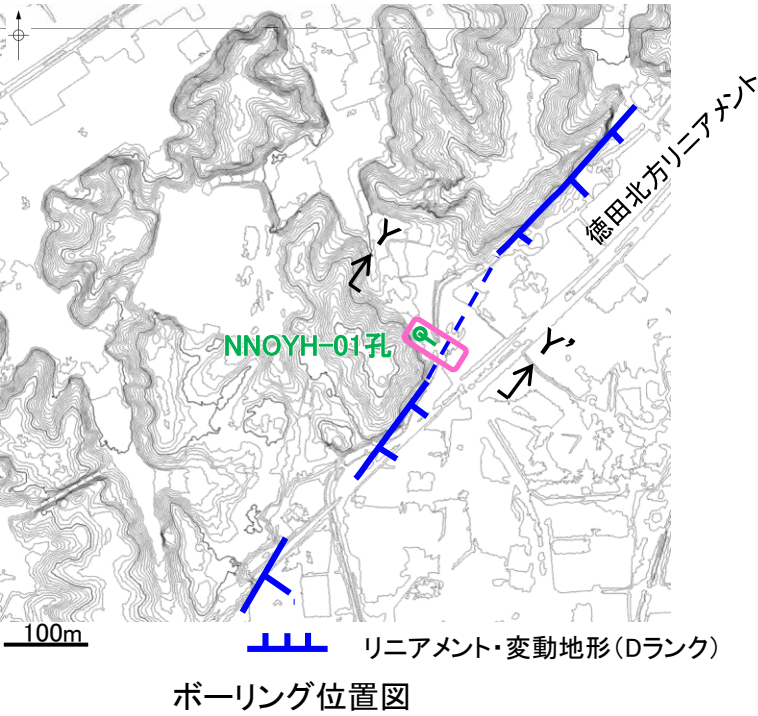 徳田北方リニアメント
Y
NNOYH-01孔
Y'
100m
リニアメント・変動地形(Dランク)
ボーリング位置図